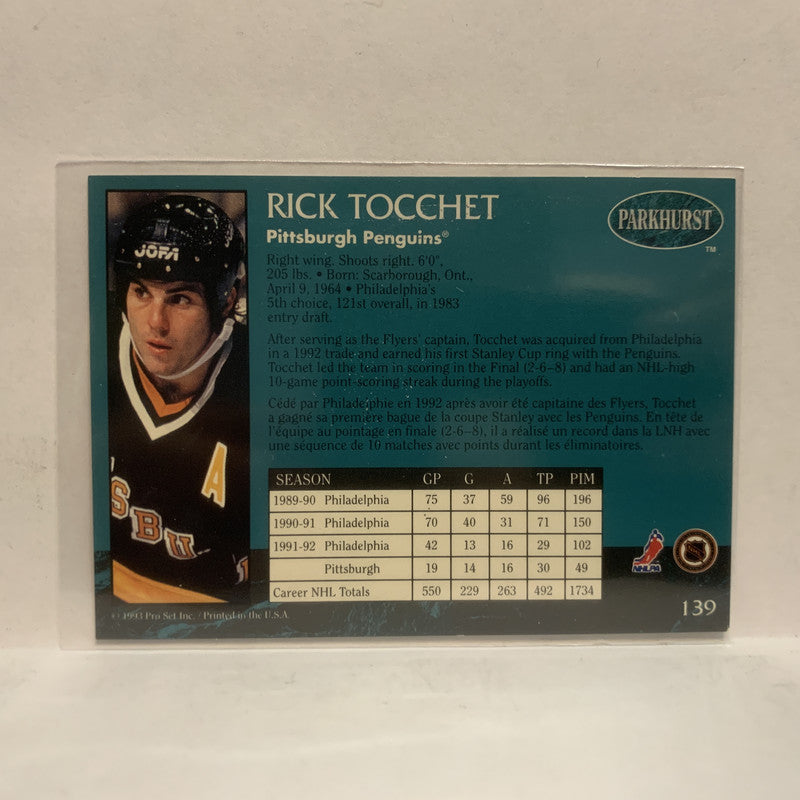 RICK TOCCHET
Pittsburgh Penguins®
PARKHURST
TM
JOFA
Right wing. Shoots right. 6'0",
205 lbs. • Born: Scarborough, Ont.,
April 9, 1964 • Philadelphia's
5th choice, 121st overall, in 1983
entry draft.
After serving as the Flyers' captain, Tocchet was acquired from Philadelphia
in a 1992 trade and earned his first Stanley Cup ring with the Penguins.
Tocchet led the team in scoring in the Final (2-6–8) and had an NHL-high
10-game point-scoring streak during the playoffs.
Cédé par Philadelphie en 1992 après avoir été capitaine des Flyers, Tocchet
a gagné sa première bague de la coupe Stanley avec les Penguins. En tête de
l'équipe au pointage en finale (2-6–8), il a réalisé un record dans la LNH avec
une séquence de 10 matches avec points durant les éliminatoires.
A
SBU
SEASON GP G A TP PIM
1989-90 Philadelphia 75 37 59 96 196
1990-91 Philadelphia 70 40 31 71 150
1991-92 Philadelphia 42 13 16 29 102
Pittsburgh 19 14 16 30 49
Career NHL Totals 550 229 263 492 1734
NHLPA
139
© 1993 Pro Set Inc. / Printed in the U.S.A.